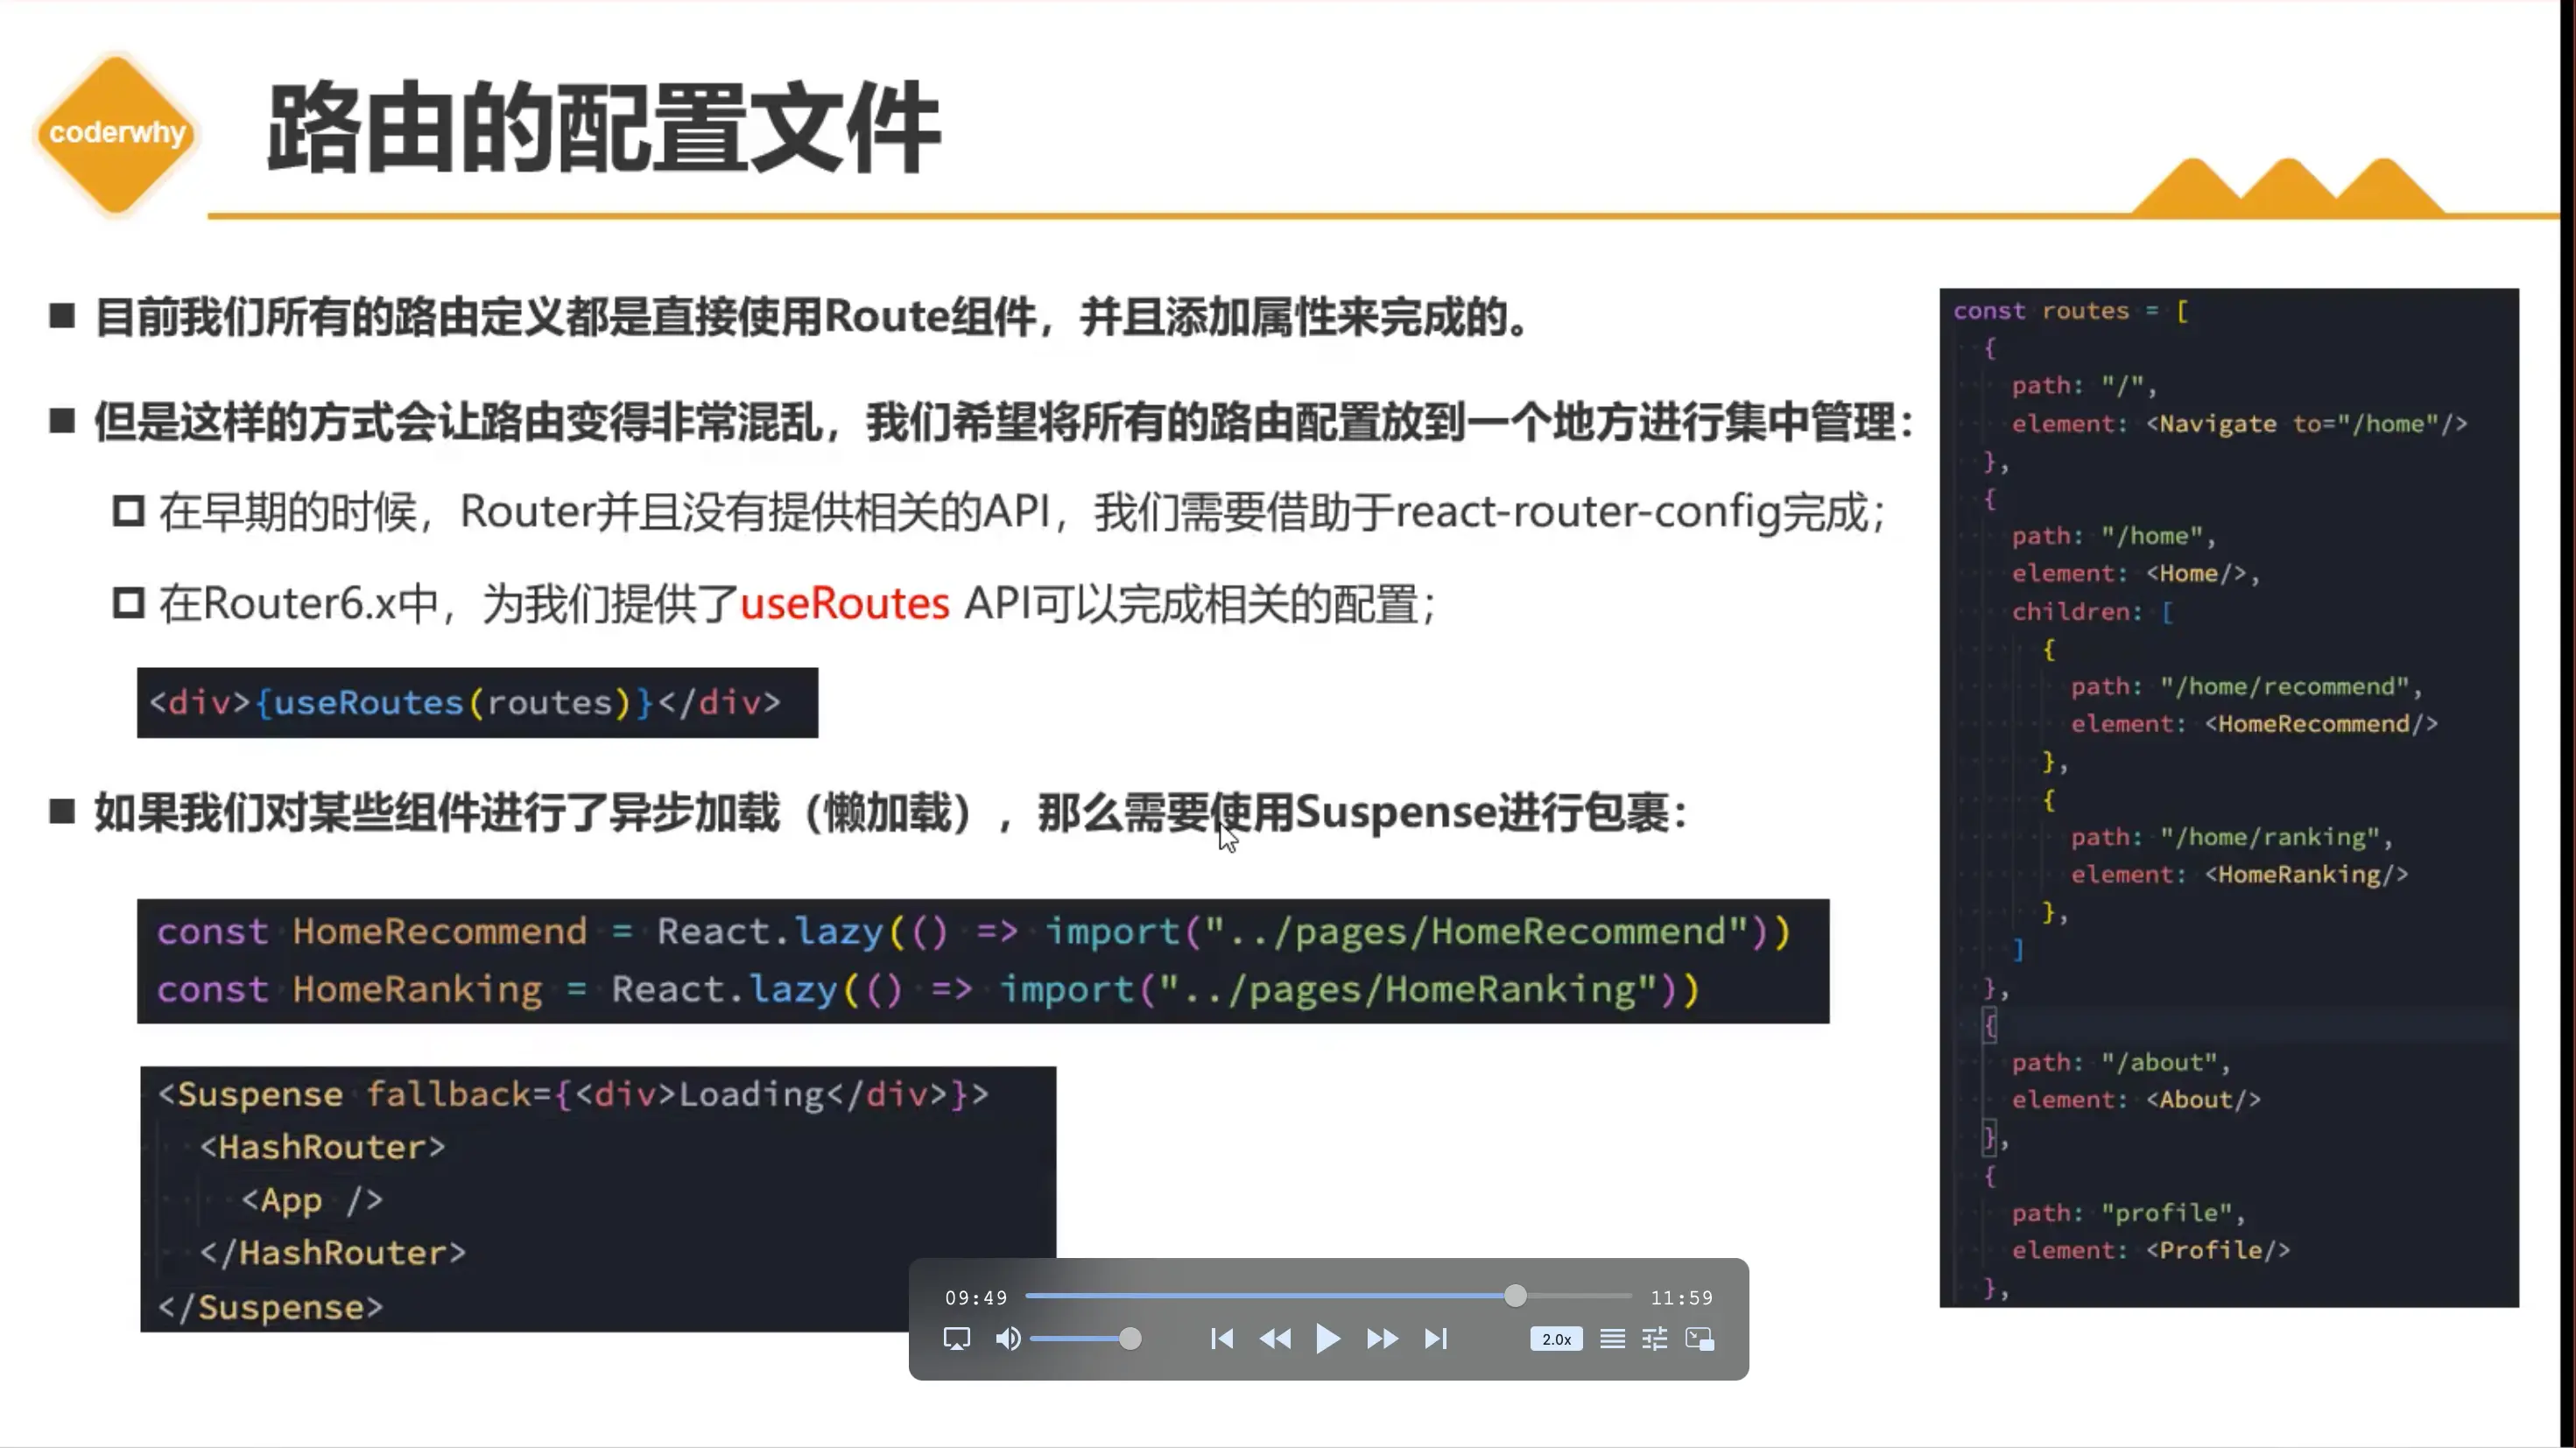 coderwhy
路由的配置文件
■ 目前我们所有的路由定义都是直接使用Route组件，并且添加属性来完成的。
■ 但是这样的方式会让路由变得非常混乱，我们希望将所有的路由配置放到一个地方进行集中管理：
在早期的时候，Router并且没有提供相关的API，我们需要借助于react-router-config完成；
在Router6.x中，为我们提供了useRoutes API可以完成相关的配置；
<div>{useRoutes(routes)}</div>
■ 如果我们对某些组件进行了异步加载（懒加载），那么需要使用Suspense进行包裹：
const HomeRecommend = React.lazy(() => import("../pages/HomeRecommend"))
const HomeRanking = React.lazy(() => import("../pages/HomeRanking"))
<Suspense fallback={<div>Loading</div>}>
<HashRouter>
<App />
</HashRouter>
</Suspense>
const routes = [
{
path: "/",
element: <Navigate to="/home"/>
},
{
path: "/home",
element: <Home/>,
children: [
{
path: "/home/recommend",
element: <HomeRecommend/>
},
{
path: "/home/ranking",
element: <HomeRanking/>
},
]
},
{
path: "/about",
element: <About/>
},
{
path: "profile",
element: <Profile/>
},
09:49
11:59
2.0x